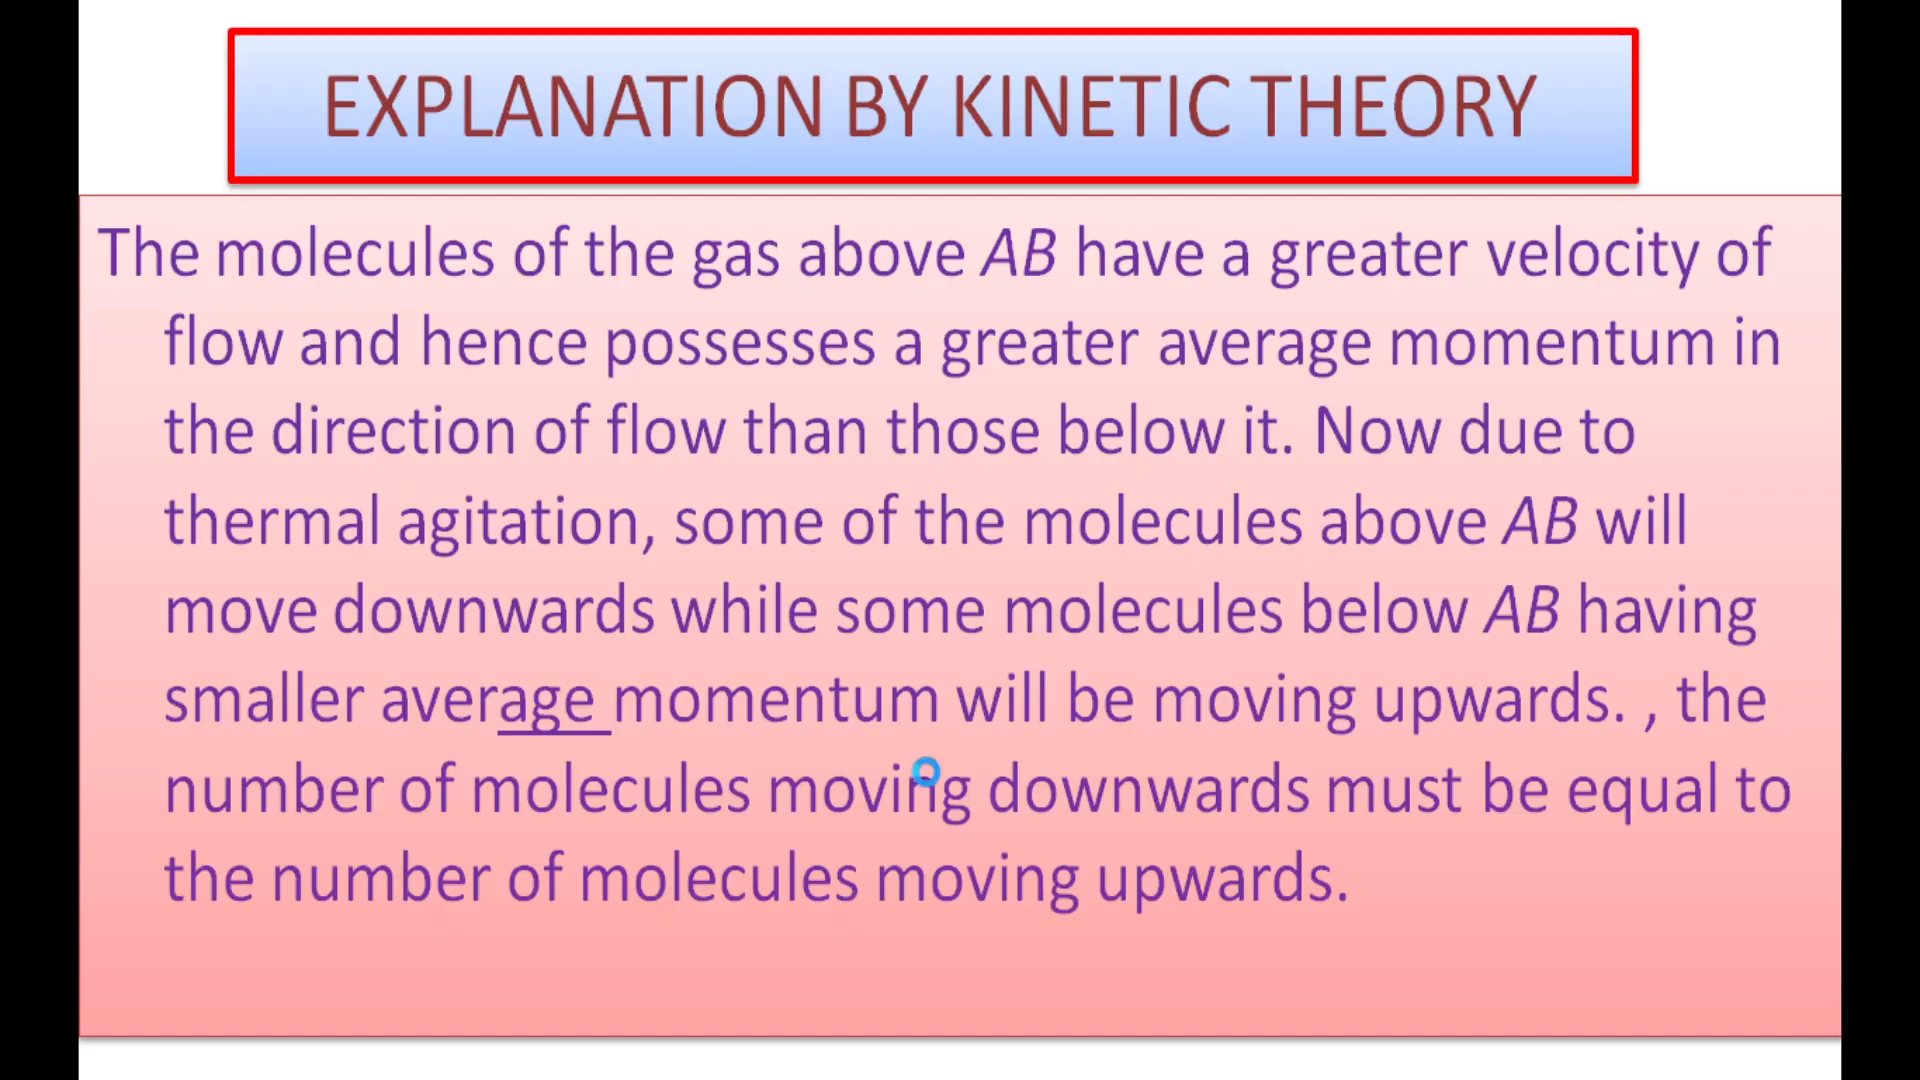 EXPLANATION BY KINETIC THEORY
The molecules of the gas above AB have a greater velocity of
flow and hence possesses a greater average momentum in
the direction of flow than those below it. Now due to
thermal agitation, some of the molecules above AB will
move downwards while some molecules below AB having
smaller average momentum will be moving upwards. , the
number of molecules moving downwards must be equal to
the number of molecules moving upwards.